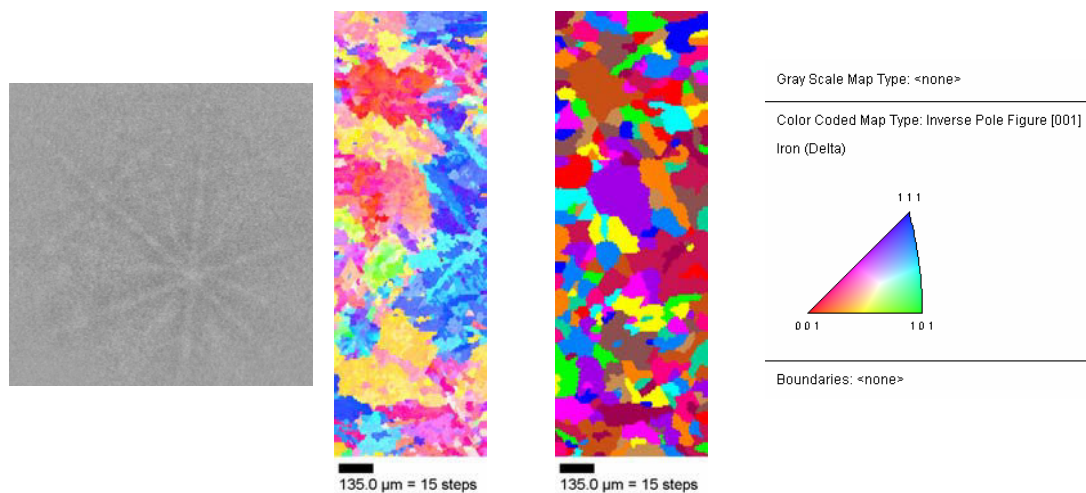 135.0 µm = 15 steps
135.0 µm = 15 steps
Gray Scale Map Type: <none>
Color Coded Map Type: Inverse Pole Figure [001]
Iron (Delta)
1 1 1
0 0 1
1 0 1
Boundaries: <none>